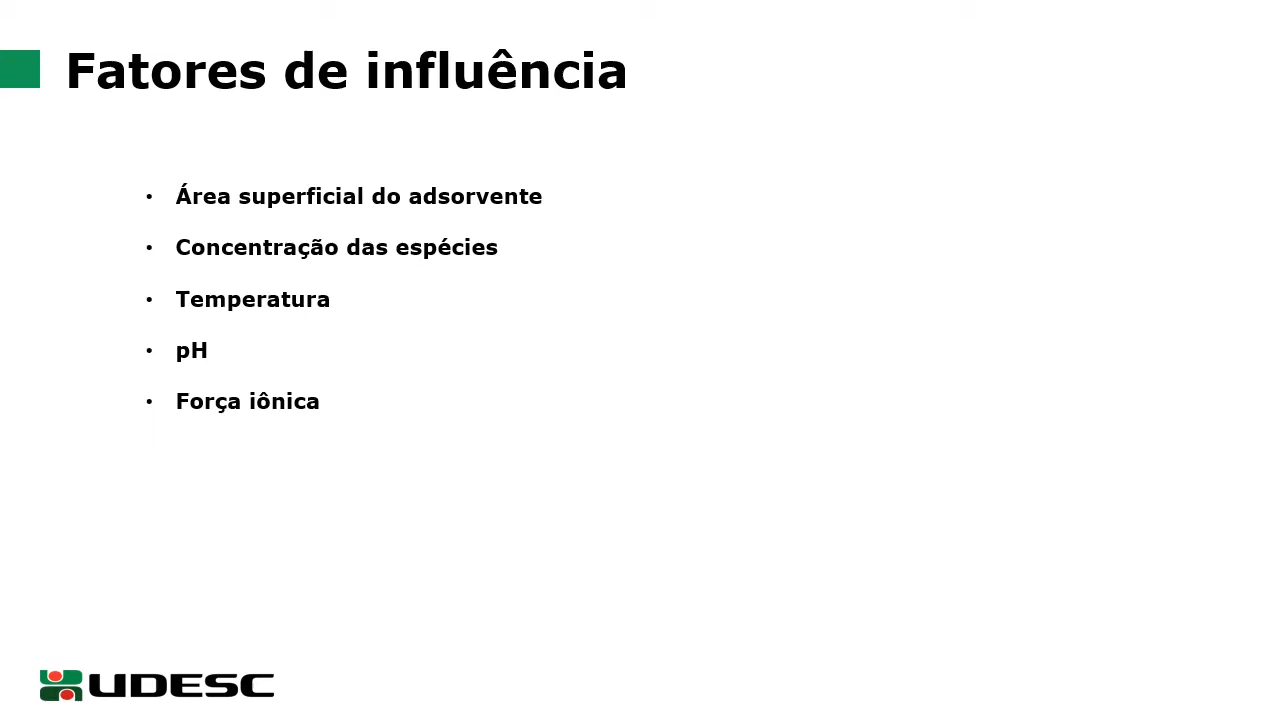 Fatores de influência
• Área superficial do adsorvente
• Concentração das espécies
• Temperatura
• pH
• Força iônica
UDESC